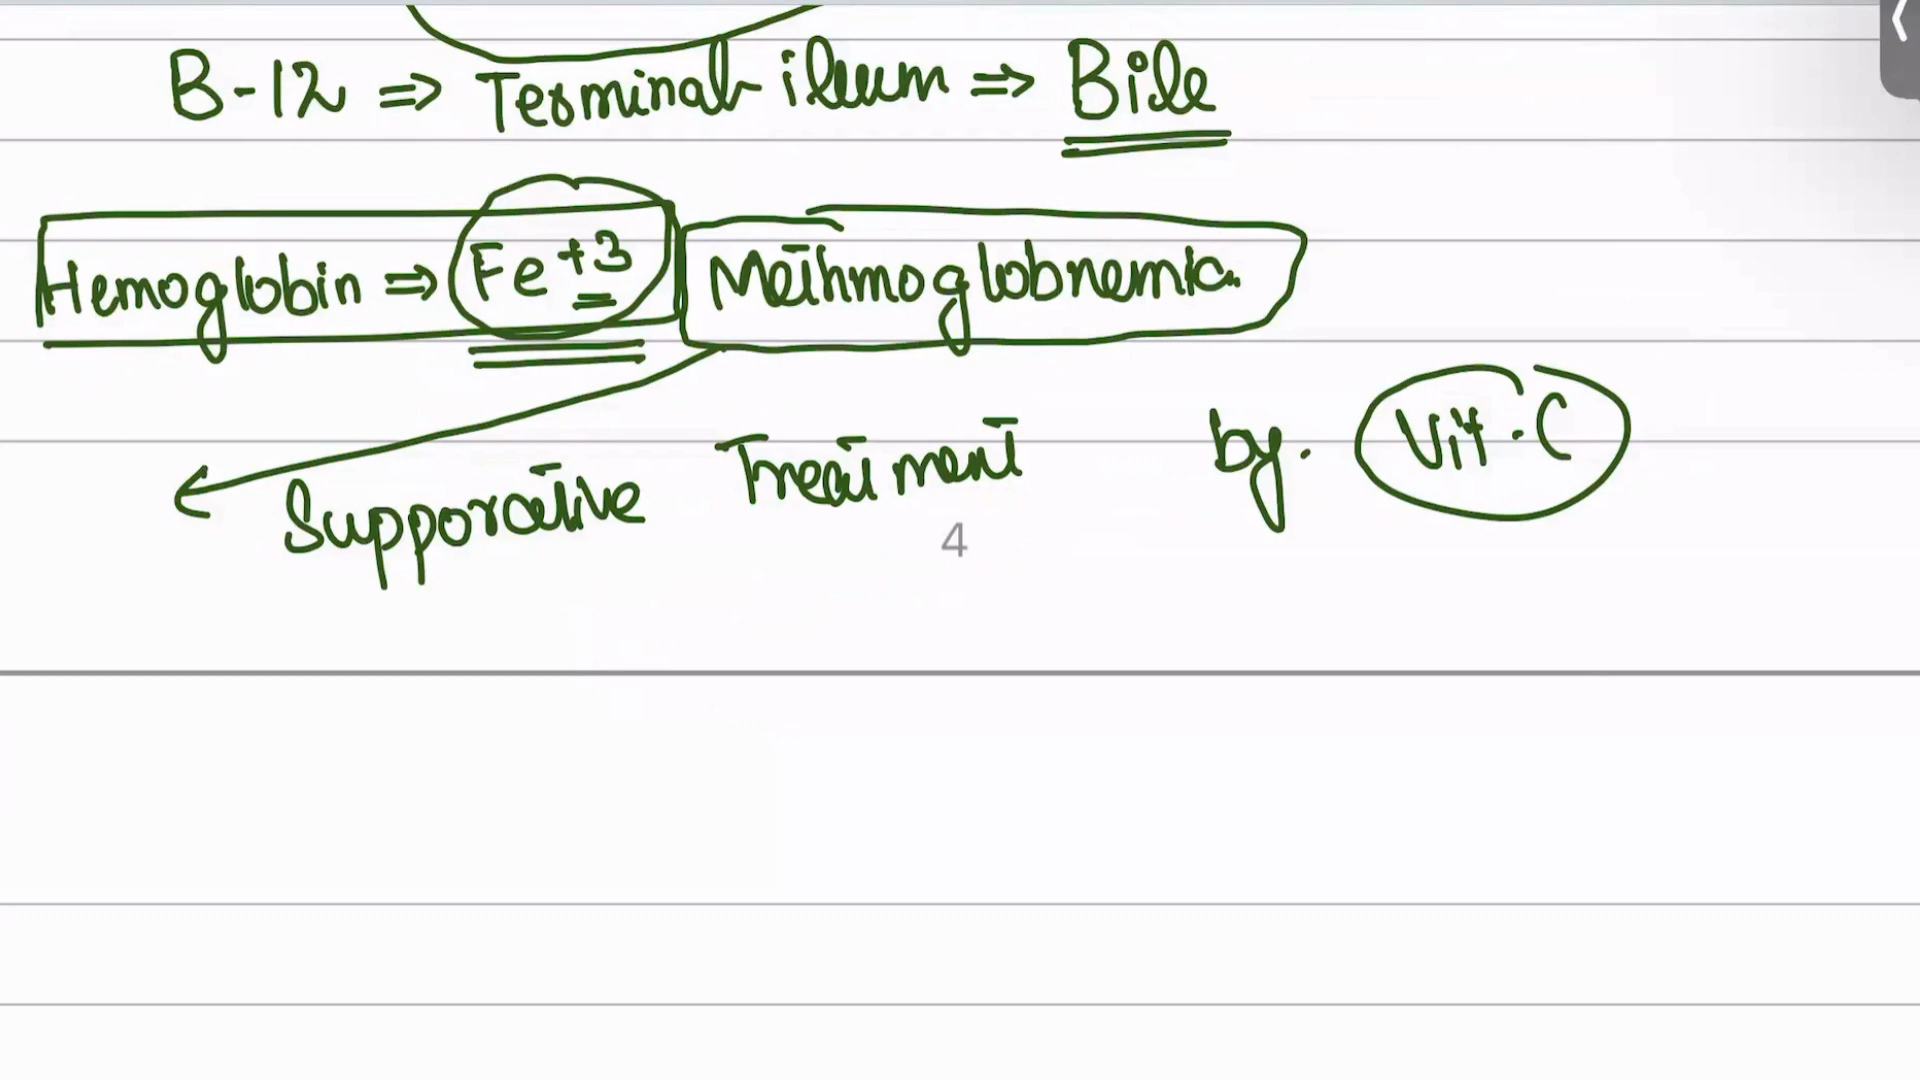 B-12 ⇒ Terminal ileum ⇒ Bile
Hemoglobin ⇒ Fe+3 Methmoglobnemia.
Supporative Treatment by. Vit.C
4